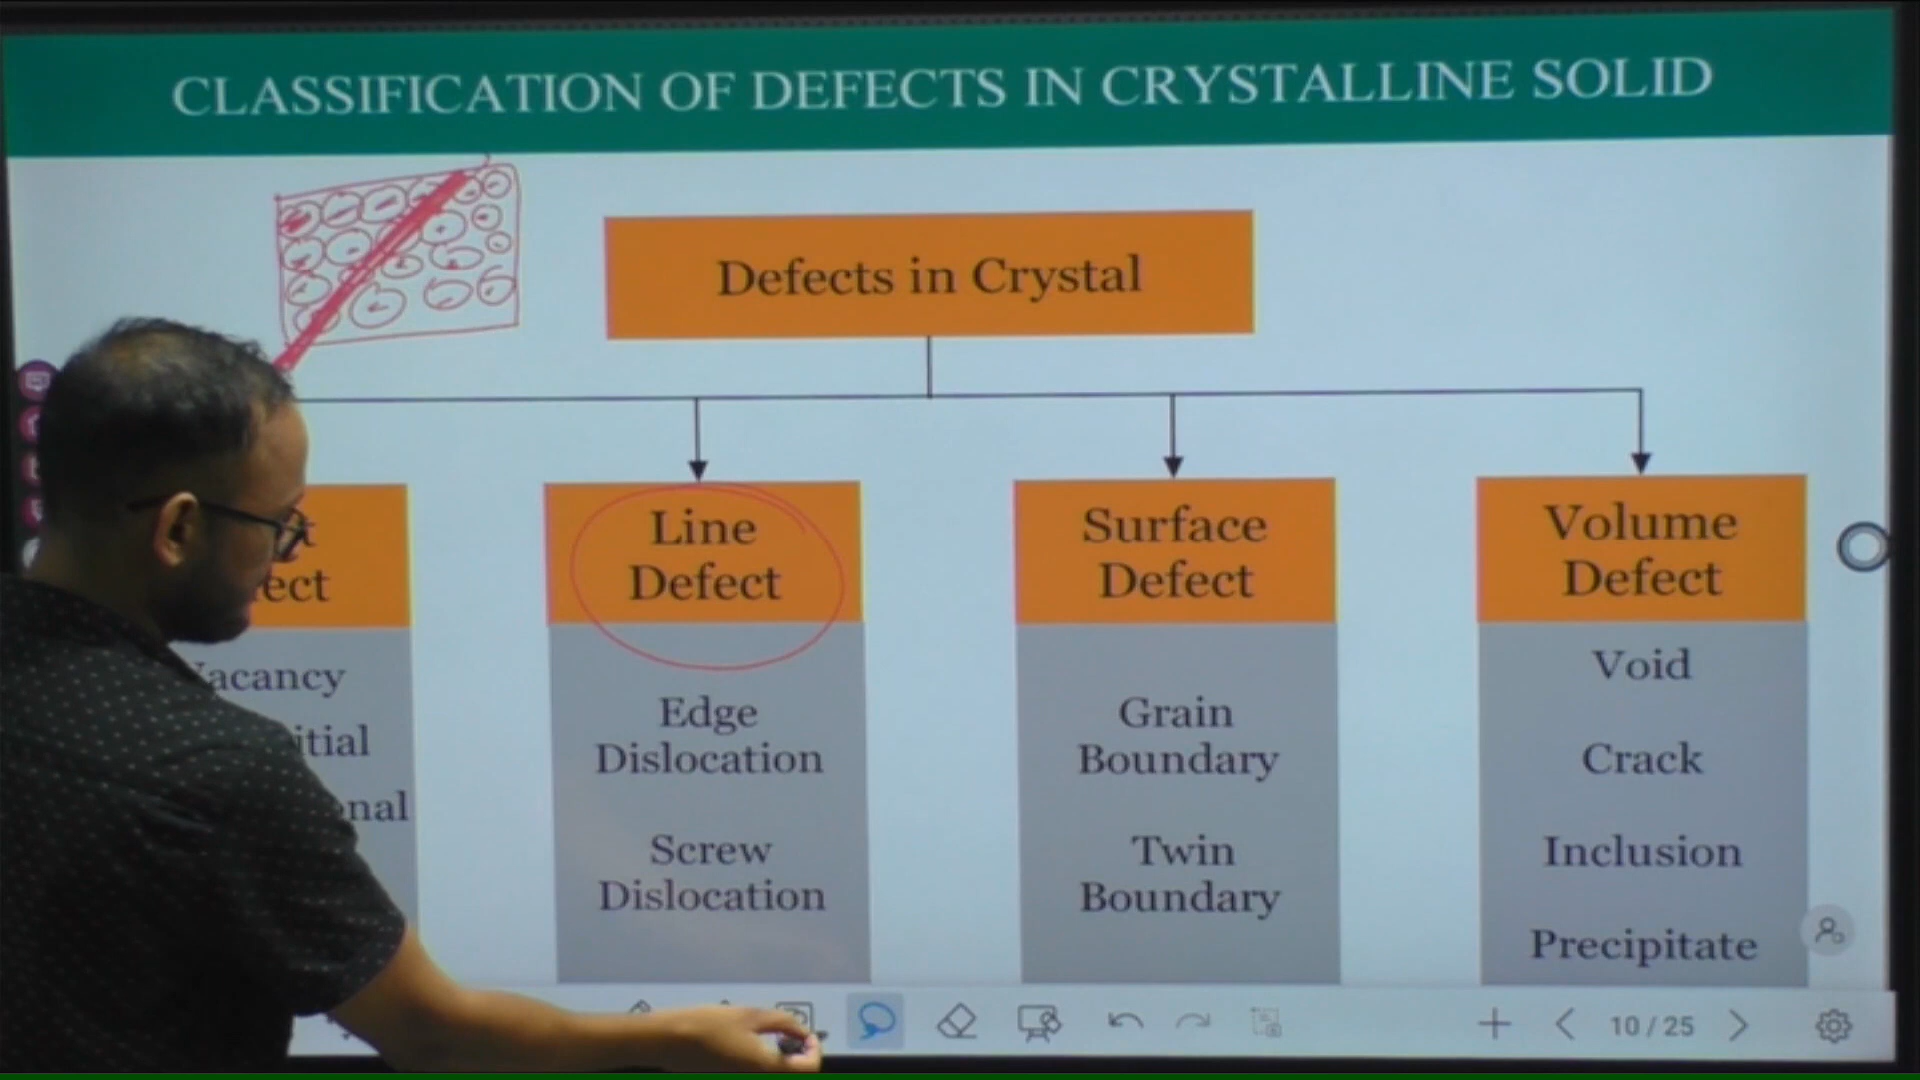 CLASSIFICATION OF DEFECTS IN CRYSTALLINE SOLID
Defects in Crystal
Line
Defect
Edge
Dislocation
Screw
Dislocation
Surface
Defect
Grain
Boundary
Twin
Boundary
Volume
Defect
Void
Crack
Inclusion
Precipitate
Vacancy
10 / 25